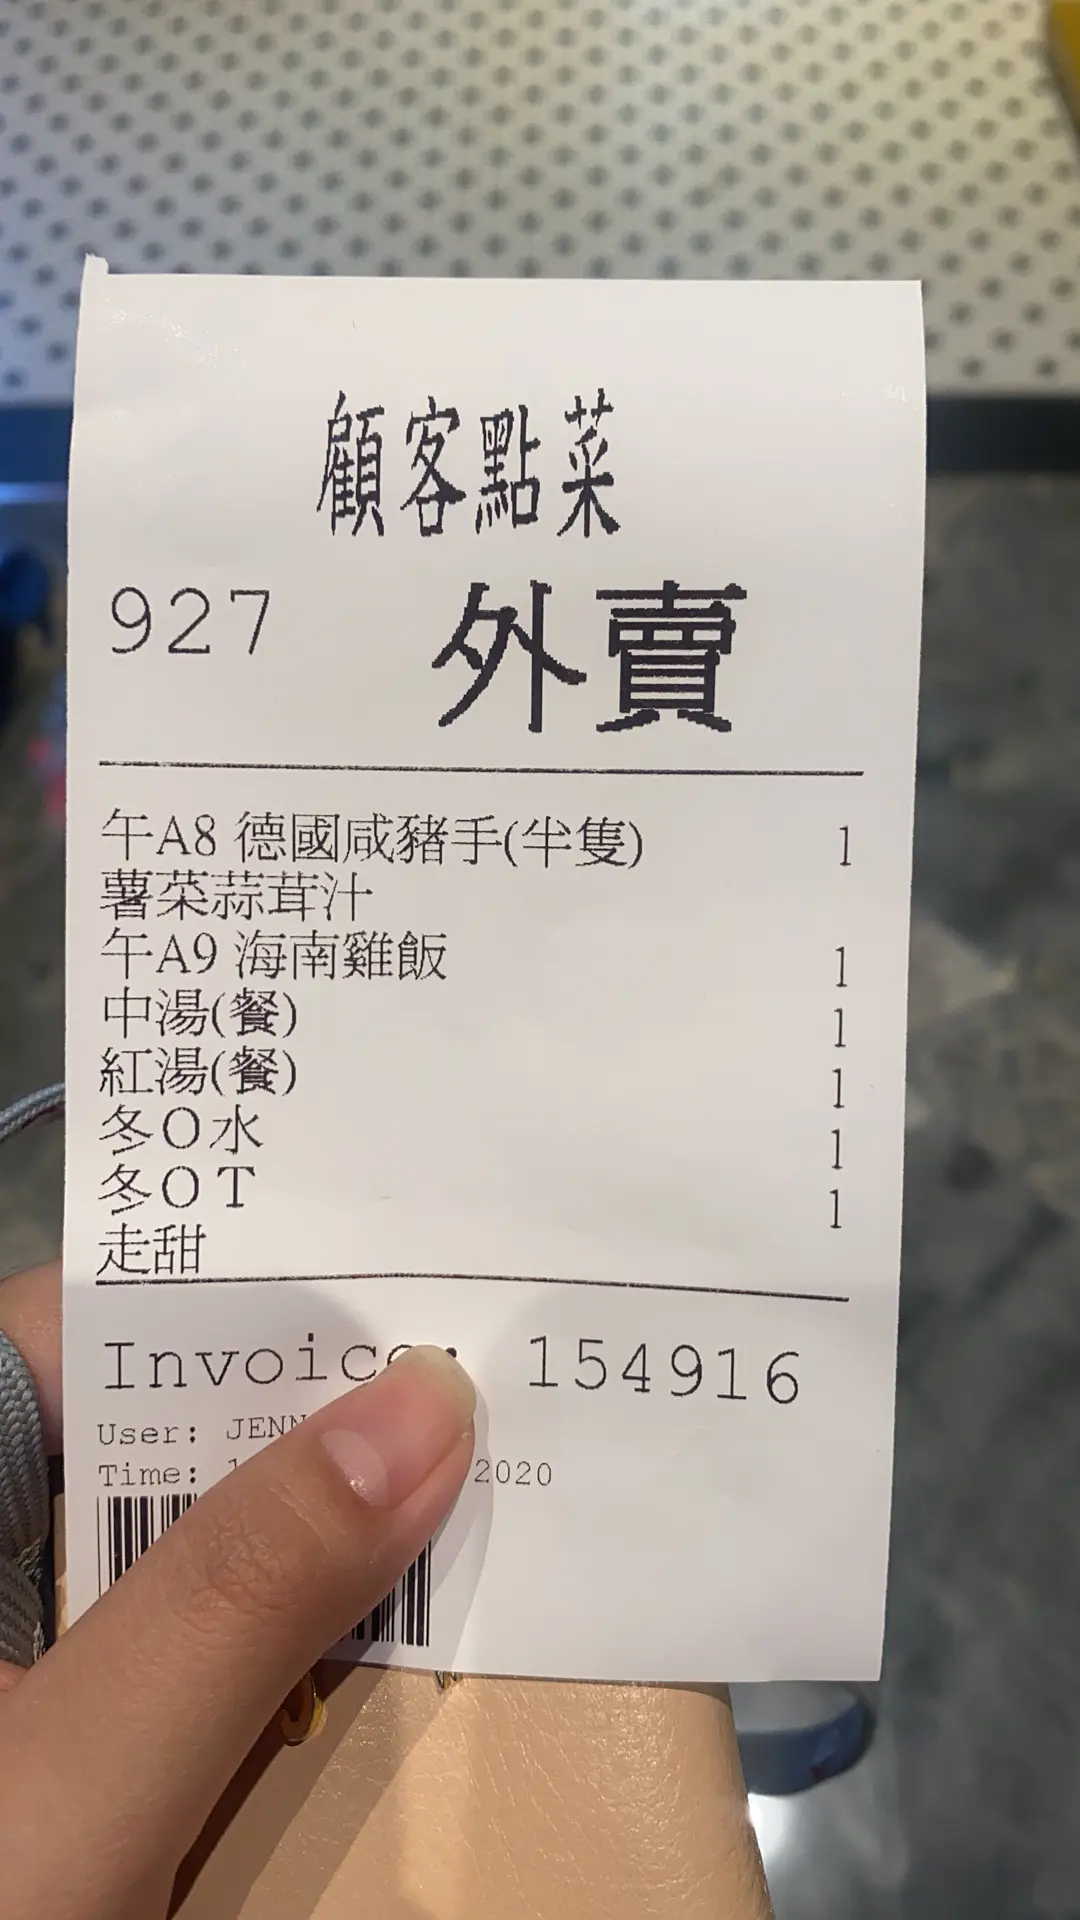 顧客點菜
927 外賣
午A8 德國咸豬手(半隻) 1
薯菜蒜茸汁
午A9 海南雞飯 1
中湯(餐) 1
紅湯(餐) 1
冬O水 1
冬OT 1
走甜
Invoice: 154916
User: JENN
Time: 2020